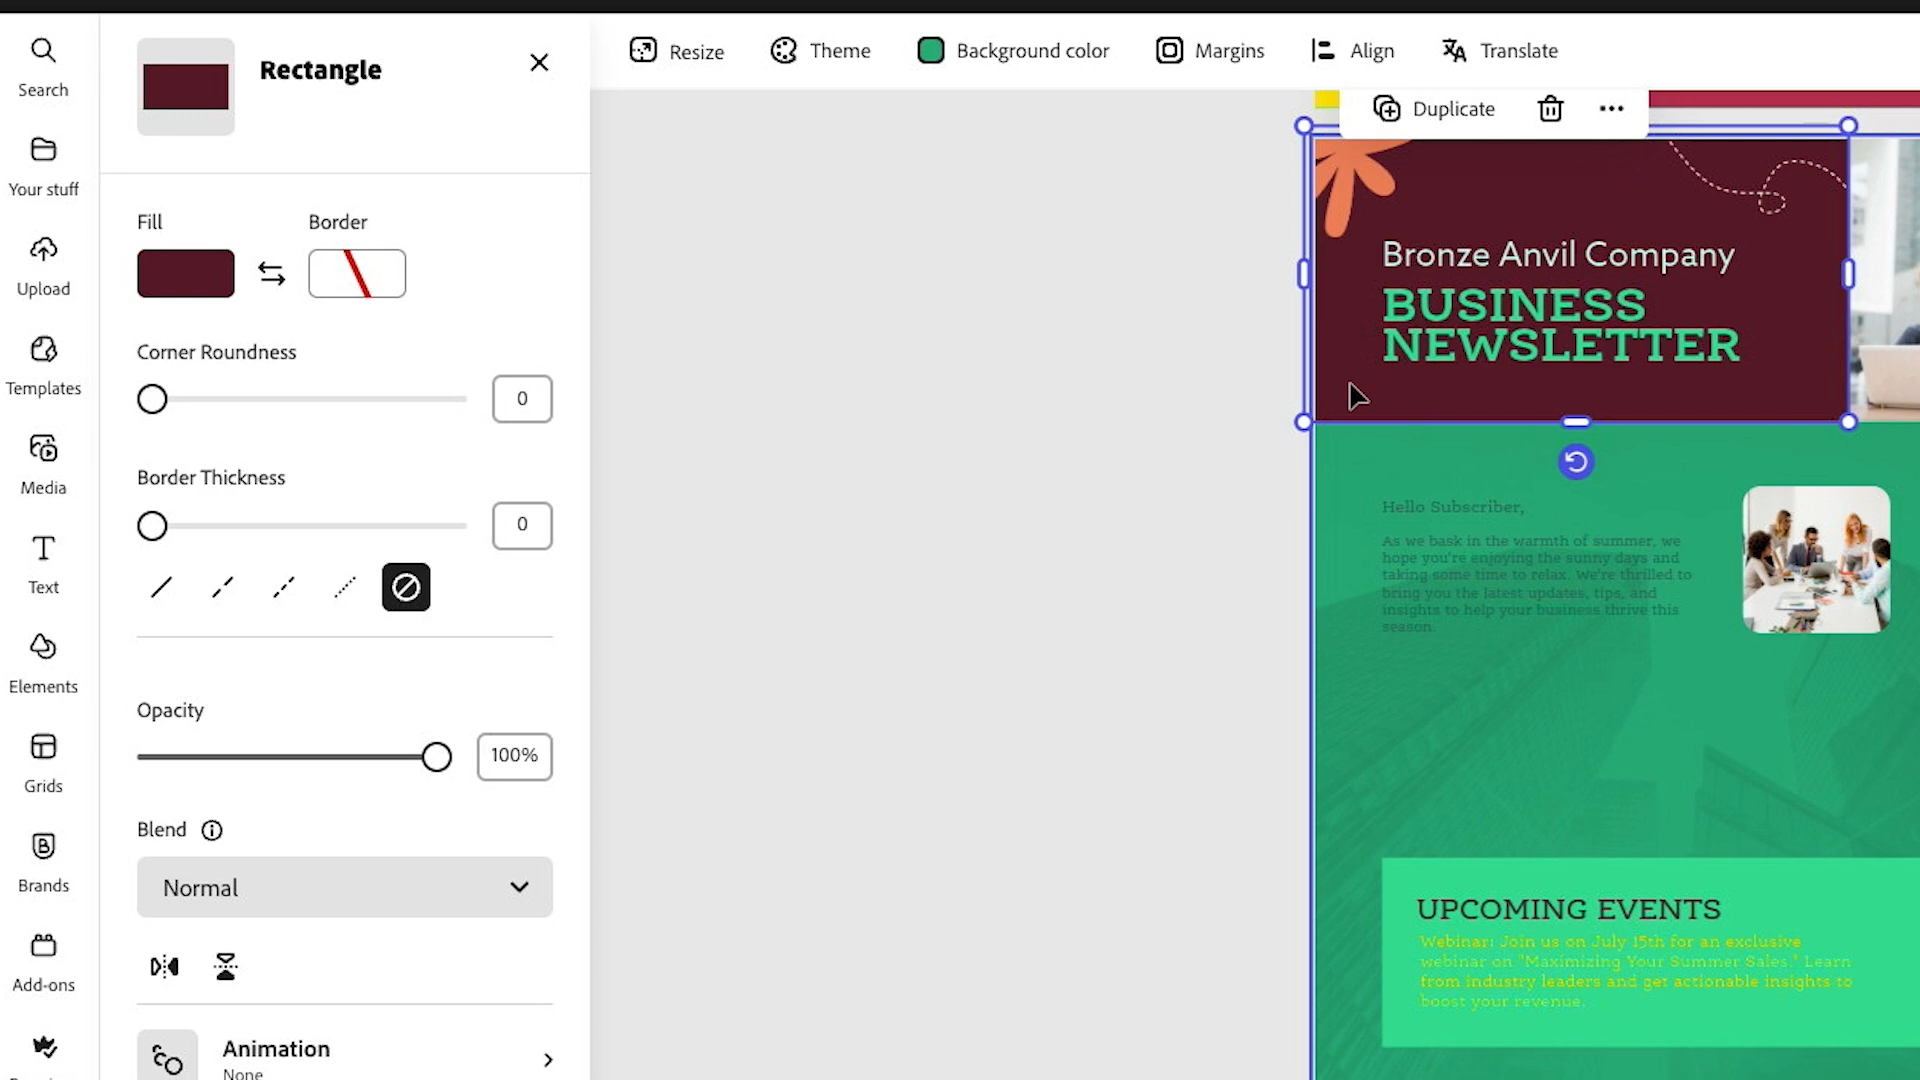 Search
Your stuff
Upload
Templates
Media
Text
Elements
Grids
Brands
Add-ons
Rectangle
Fill
Border
Corner Roundness
0
Border Thickness
0
Opacity
100%
Blend
Normal
Animation
None
Resize
Theme
Background color
Margins
Align
Translate
Duplicate
Bronze Anvil Company
BUSINESS
NEWSLETTER
Hello Subscriber,
As we bask in the warmth of summer, we
hope you're enjoying the sunny days and
taking some time to relax. We're thrilled to
bring you the latest updates, tips, and
insights to help your business thrive this
season.
UPCOMING EVENTS
Webinar: Join us on July 15th for an exclusive
webinar on "Maximizing Your Summer Sales." Learn
from industry leaders and get actionable insights to
boost your revenue.